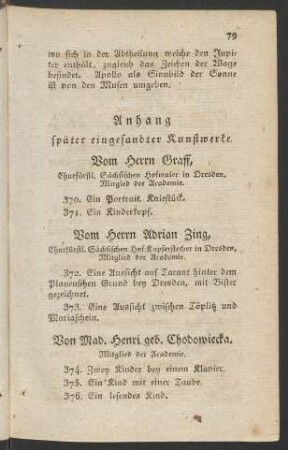 79
wo sich in der Abtheilung welche den Jupi-
ter enthält, zugleich das Zeichen der Wage
befindet. Apollo als Sinnbild der Sonne
ist von den Musen umgeben.
Anhang
später eingesandter Kunstwerke.
Vom Herrn Graff,
Churfürstl. Sächsischen Hofmaler in Dresden,
Mitglied der Academie.
370. Ein Portrait. Kniestück.
371. Ein Kinderkopf.
Vom Herrn Adrian Zing,
Churfürstl. Sächsischen Hof-Kupferstecher in Dresden,
Mitglied der Academie.
372. Eine Aussicht auf Tarant hinter dem
Plauenschen Grund bey Dresden, mit Bister
gezeichnet.
373. Eine Aussicht zwischen Töplitz und
Mariaschein.
Von Mad. Henri geb. Chodowiecka.
Mitglied der Academie.
374. Zwey Kinder bey einem Klavier.
375. Ein Kind mit einer Taube.
376. Ein lesendes Kind.